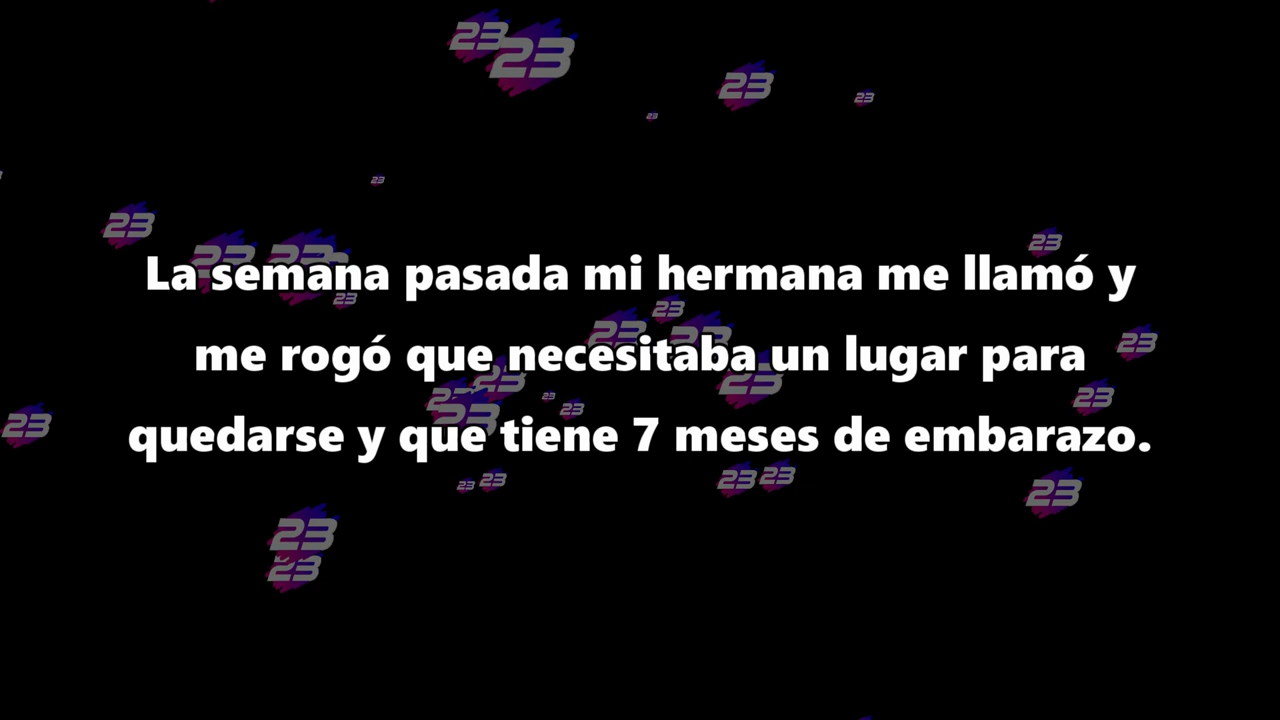 La semana pasada mi hermana me llamó y
me rogó que necesitaba un lugar para
quedarse y que tiene 7 meses de embarazo.